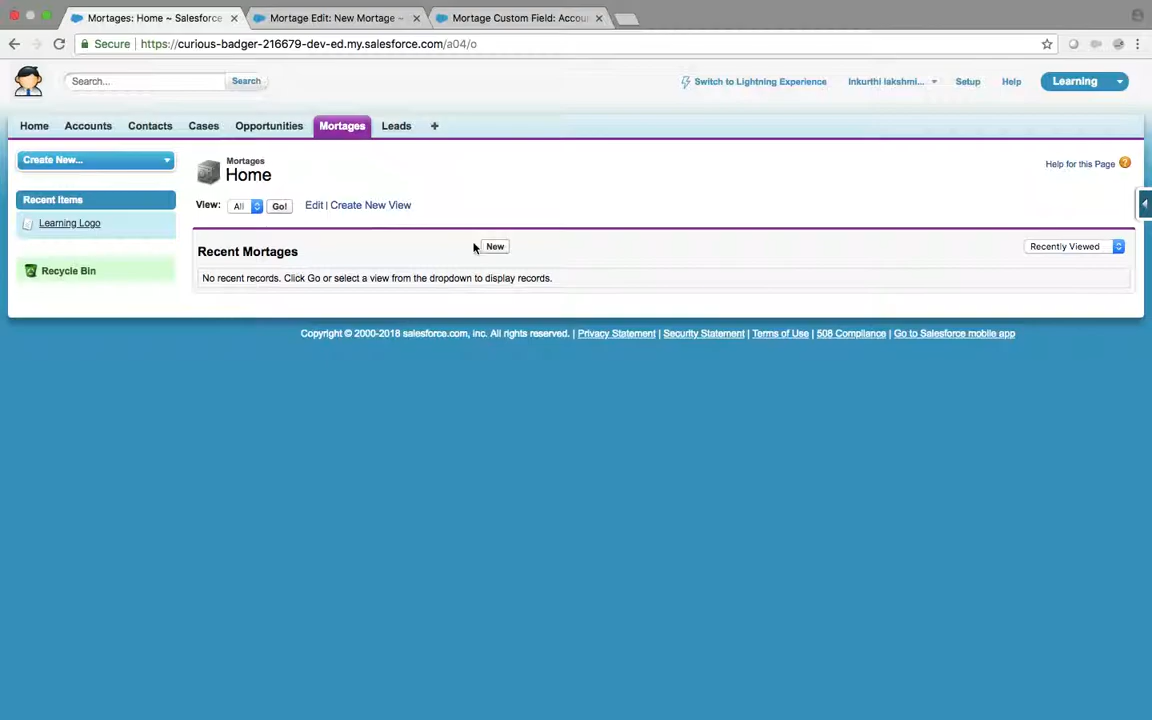 Mortages: Home ~ Salesforce
Mortage Edit: New Mortage ~
Mortage Custom Field: Accou
Secure
https://curious-badger-216679-dev-ed.my.salesforce.com/a04/o
Search...
Search
Switch to Lightning Experience
Inkurthi lakshmi...
Setup
Help
Learning
Home
Accounts
Contacts
Cases
Opportunities
Mortages
Leads
+
Create New...
Mortages
Home
Help for this Page ?
Recent Items
View: All Go! Edit | Create New View
Learning Logo
Recent Mortages
New
Recently Viewed
Recycle Bin
No recent records. Click Go or select a view from the dropdown to display records.
Copyright © 2000-2018 salesforce.com, inc. All rights reserved. | Privacy Statement | Security Statement | Terms of Use | 508 Compliance | Go to Salesforce mobile app